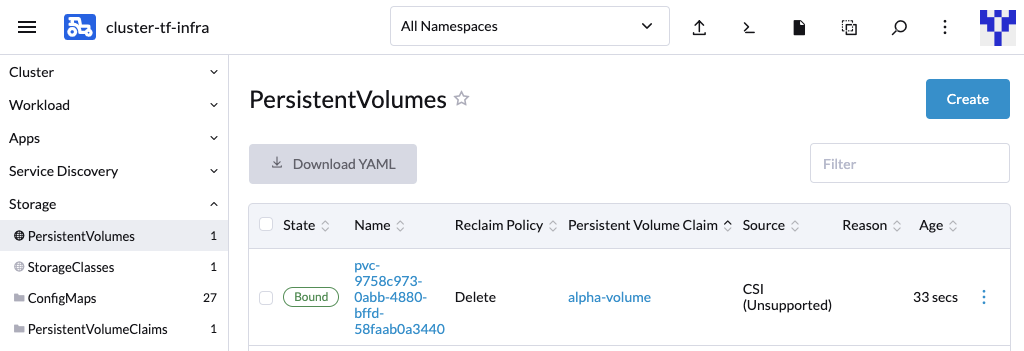 cluster-tf-infra
All Namespaces
Cluster
Workload
Apps
Service Discovery
Storage
PersistentVolumes 1
StorageClasses 1
ConfigMaps 27
PersistentVolumeClaims 1
PersistentVolumes
Create
Download YAML
Filter
State Name Reclaim Policy Persistent Volume Claim Source Reason Age
Bound
pvc-
9758c973-
0abb-4880-
bffd-
58faab0a3440
Delete
alpha-volume
CSI
(Unsupported)
33 secs